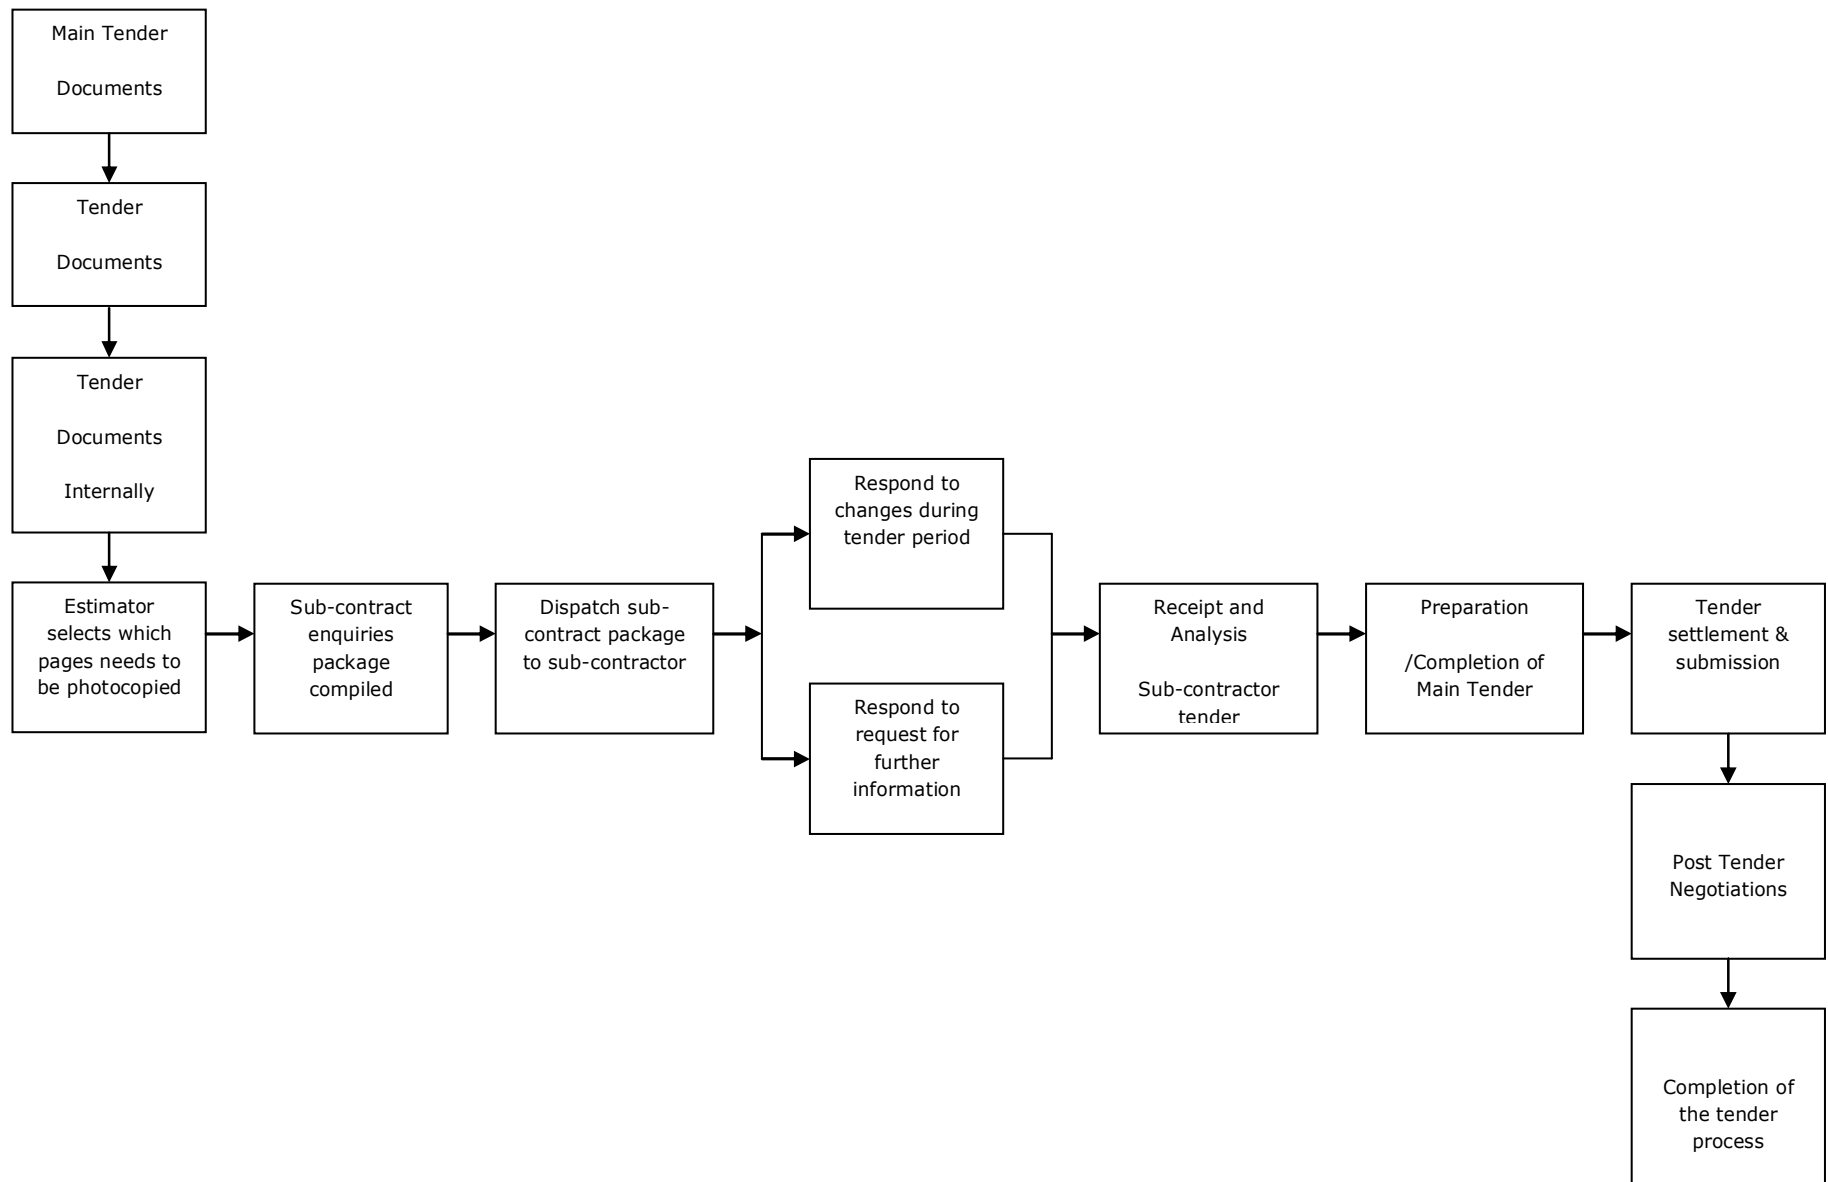 Main Tender
Documents
Tender
Documents
Tender
Documents
Internally
Estimator
selects which
pages needs to
be photocopied
Sub-contract
enquiries
package
compiled
Dispatch sub-
contract package
to sub-contractor
Respond to
changes during
tender period
Respond to
request for
further
information
Receipt and
Analysis
Sub-contractor
tender
Preparation
/Completion of
Main Tender
Tender
settlement &
submission
Post Tender
Negotiations
Completion of
the tender
process